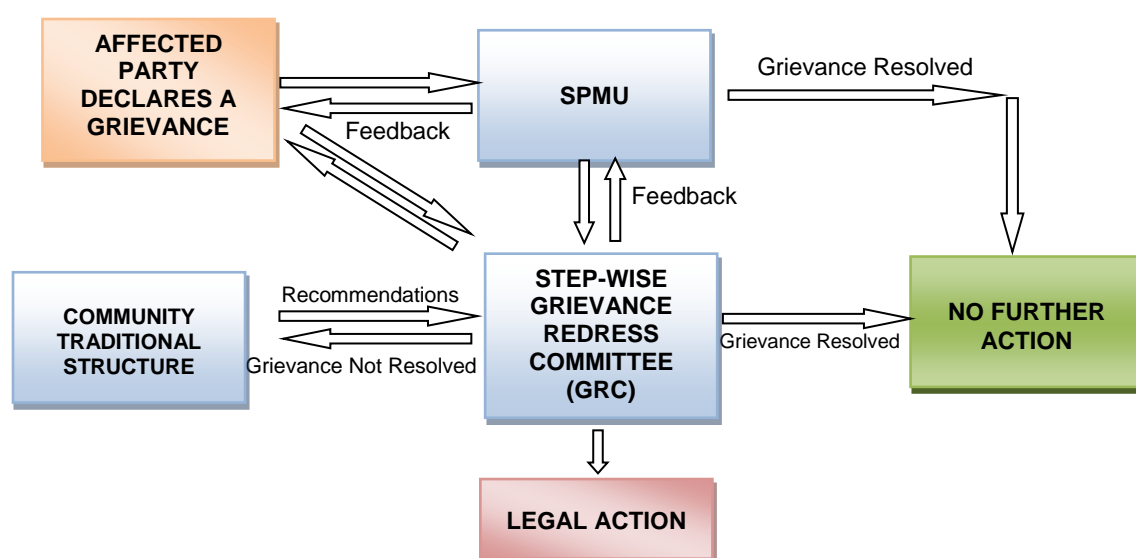 AFFECTED
PARTY
DECLARES A
GRIEVANCE
SPMU
Grievance Resolved
Feedback
Feedback
COMMUNITY
TRADITIONAL
STRUCTURE
Recommendations
Grievance Not Resolved
STEP-WISE
GRIEVANCE
REDRESS
COMMITTEE
(GRC)
Grievance Resolved
NO FURTHER
ACTION
LEGAL ACTION